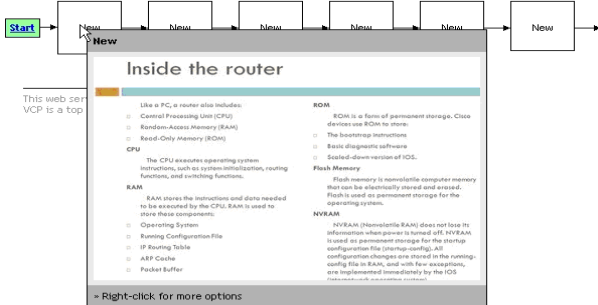 Start
New
New
New
New
New
New
New
Inside the router
Like a PC, a router also includes:
Central Processing Unit (CPU)
Random-Access Memory (RAM)
Read-Only Memory (ROM)
CPU
The CPU executes operating system
instructions, such as system initialization, routing
functions, and switching functions.
RAM
RAM stores the instructions and data needed
to be executed by the CPU. RAM is used to
store these components:
Operating System
Running Configuration File
IP Routing Table
ARP Cache
Packet Buffer
ROM
ROM is a form of permanent storage. Cisco
devices use ROM to store:
The bootstrap instructions
Basic diagnostic software
Scaled-down version of IOS.
Flash Memory
Flash memory is nonvolatile computer memory
that can be electrically stored and erased.
Flash is used as permanent storage for the
operating system.
NVRAM
NVRAM (Nonvolatile RAM) does not lose its
information when power is turned off. NVRAM
is used as permanent storage for the startup
configuration file (startup-config). All
configuration changes are stored in the running-
config file in RAM, and with few exceptions,
are implemented immediately by the IOS
This web ser
VCP is a top
» Right-click for more options